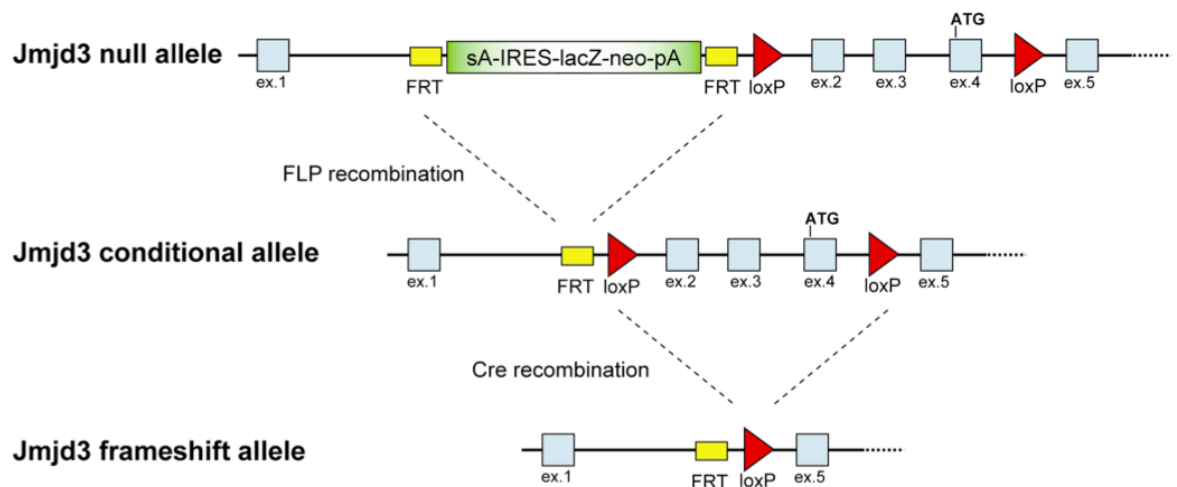 ATG
Jmjd3 null allele
sA-IRES-lacZ-neo-pA
ex.1
FRT
FRT
loxP
ex.2
ex.3
ex.4
loxP
ex.5
FLP recombination
ATG
Jmjd3 conditional allele
ex.1
FRT
loxP
ex.2
ex.3
ex.4
loxP
ex.5
Cre recombination
Jmjd3 frameshift allele
ex.1
FRT
loxP
ex.5